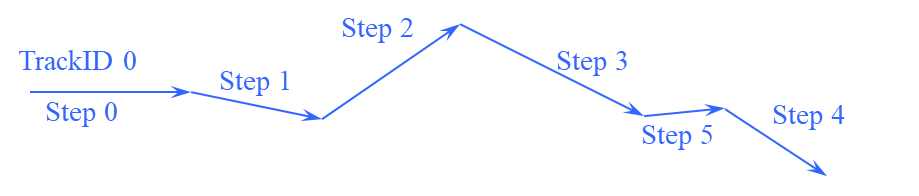 TrackID 0
Step 0
Step 1
Step 2
Step 3
Step 5
Step 4